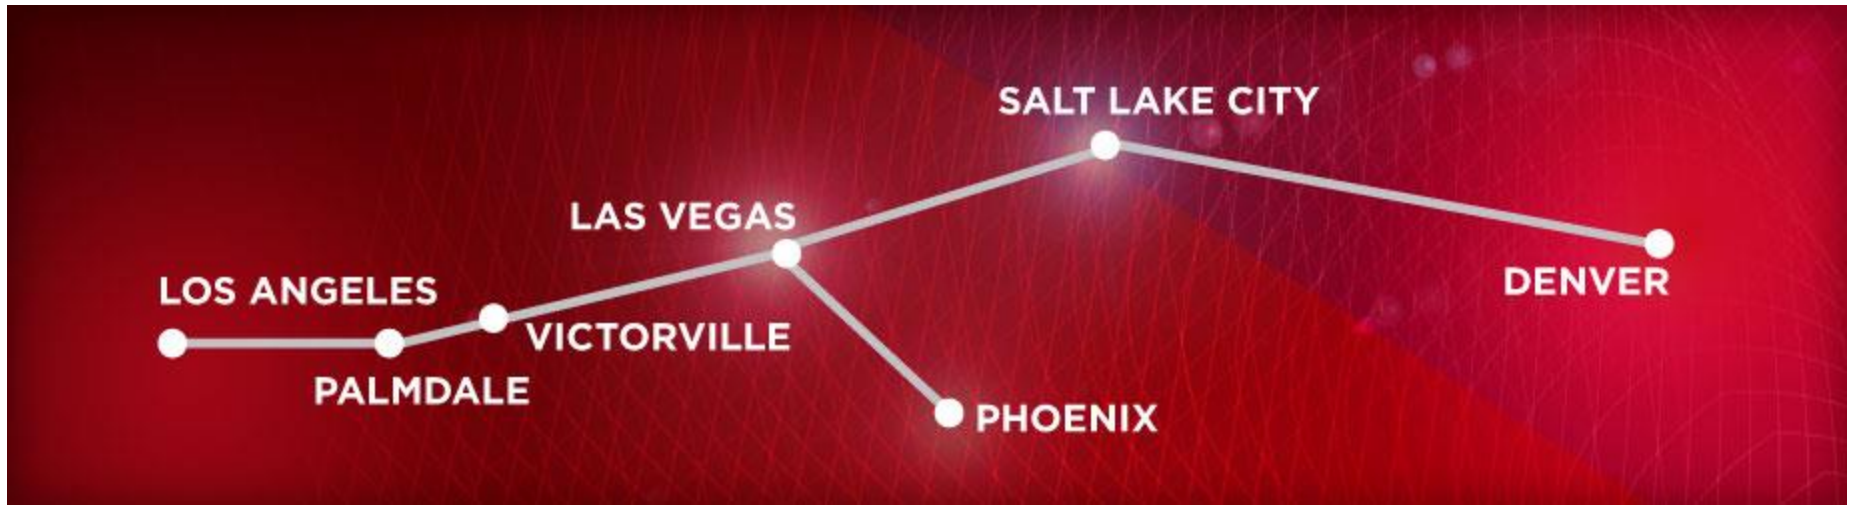 SALT LAKE CITY
LAS VEGAS
LOS ANGELES
DENVER
VICTORVILLE
PALMDALE
PHOENIX